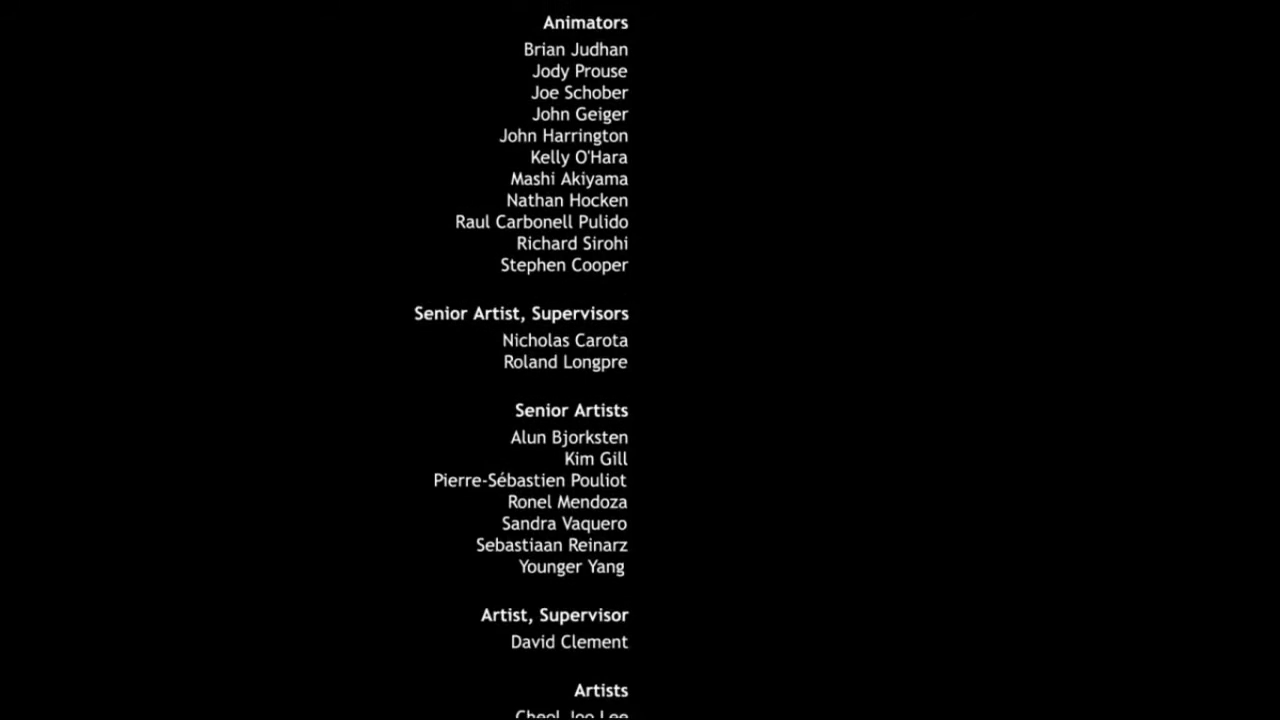 Animators
Brian Judhan
Jody Prouse
Joe Schober
John Geiger
John Harrington
Kelly O'Hara
Mashi Akiyama
Nathan Hocken
Raul Carbonell Pulido
Richard Sirohi
Stephen Cooper
Senior Artist, Supervisors
Nicholas Carota
Roland Longpre
Senior Artists
Alun Bjorksten
Kim Gill
Pierre-Sébastien Pouliot
Ronel Mendoza
Sandra Vaquero
Sebastiaan Reinarz
Younger Yang
Artist, Supervisor
David Clement
Artists